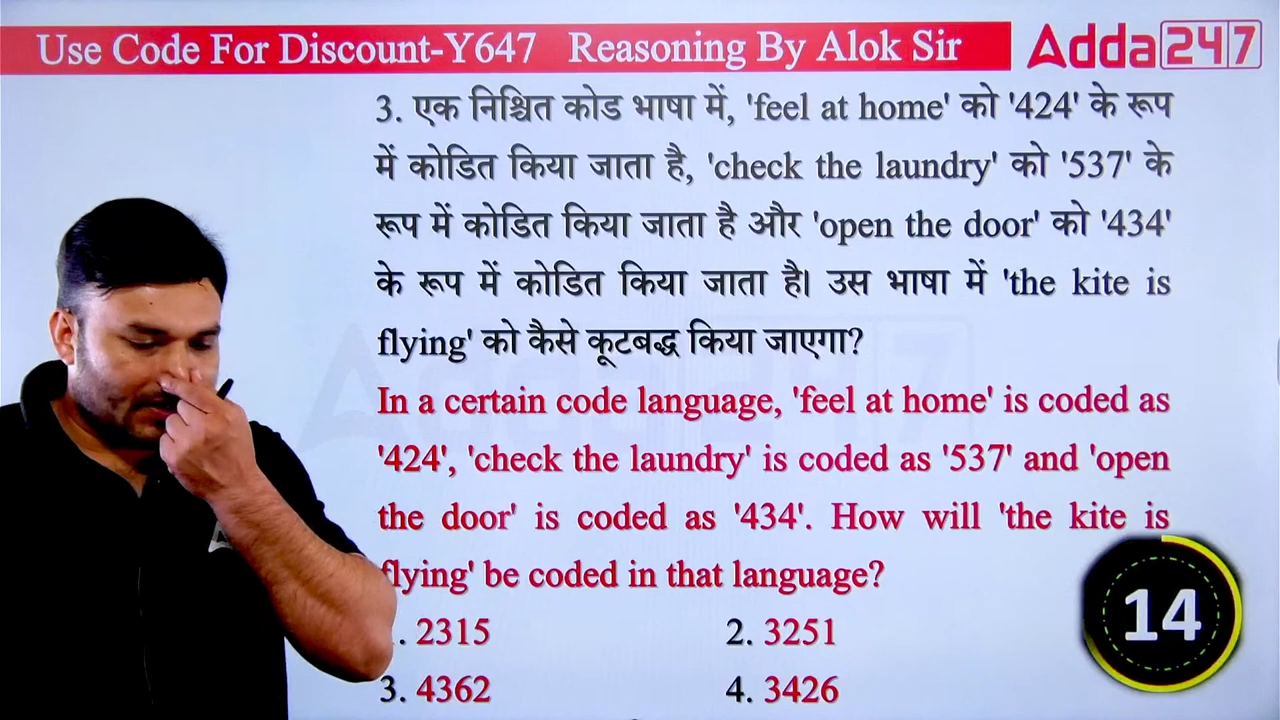 Use Code For Discount-Y647 Reasoning By Alok Sir
Adda247
3. एक निश्चित कोड भाषा में, 'feel at home' को '424' के रूप
में कोडित किया जाता है, 'check the laundry' को '537' के
रूप में कोडित किया जाता है और 'open the door' को '434'
के रूप में कोडित किया जाता है। उस भाषा में 'the kite is
flying' को कैसे कूटबद्ध किया जाएगा?
In a certain code language, 'feel at home' is coded as
'424', 'check the laundry' is coded as '537' and 'open
the door' is coded as '434'. How will 'the kite is
flying' be coded in that language?
1. 2315 2. 3251
3. 4362 4. 3426
14